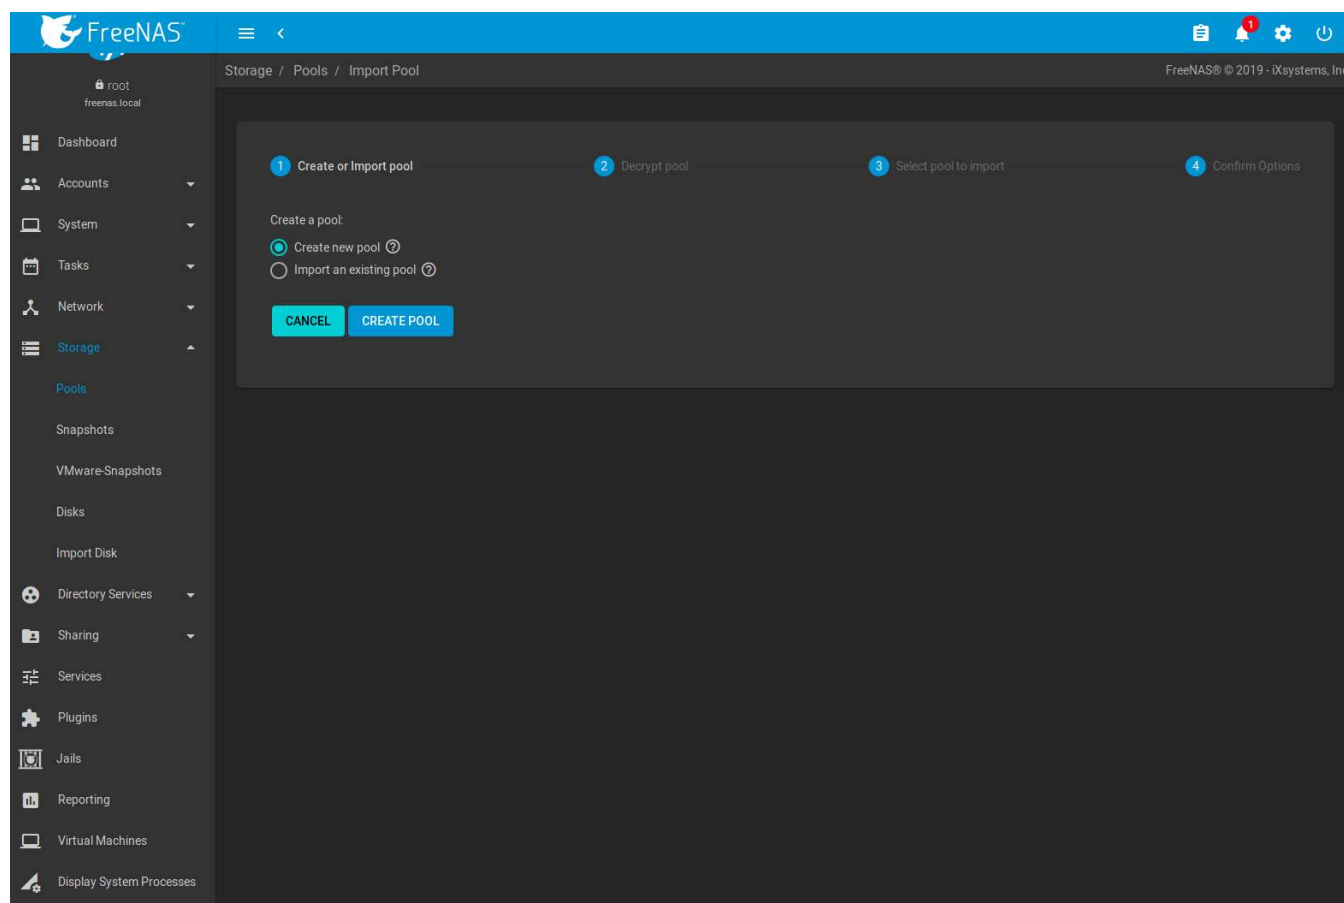 FreeNAS
1
root
freenas.local
Storage / Pools / Import Pool
FreeNAS® © 2019 - iXsystems, Inc
Dashboard
Accounts
System
Tasks
Network
Storage
Pools
Snapshots
VMware-Snapshots
Disks
Import Disk
Directory Services
Sharing
Services
Plugins
Jails
Reporting
Virtual Machines
Display System Processes
1 Create or Import pool
2 Decrypt pool
3 Select pool to import
4 Confirm Options
Create a pool:
Create new pool ?
Import an existing pool ?
CANCEL
CREATE POOL